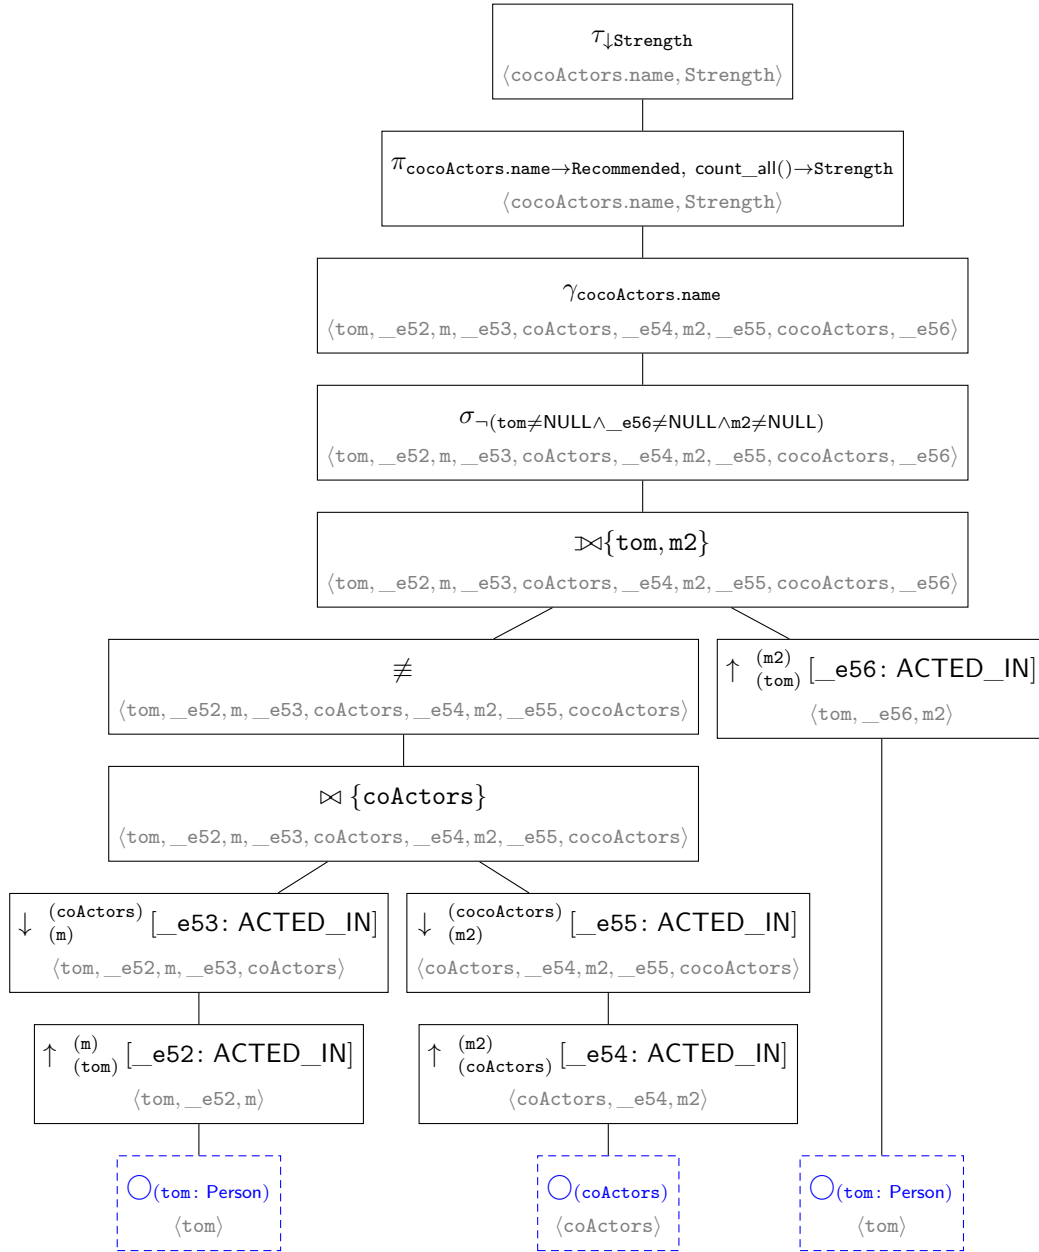 τ↓Strength
⟨cocoActors.name, Strength⟩
πcocoActors.name→Recommended, count_all()→Strength
⟨cocoActors.name, Strength⟩
γcocoActors.name
⟨tom, _e52, m, _e53, coActors, _e54, m2, _e55, cocoActors, _e56⟩
σ¬(tom≠NULL∧_e56≠NULL∧m2≠NULL)
⟨tom, _e52, m, _e53, coActors, _e54, m2, _e55, cocoActors, _e56⟩
⟕{tom, m2}
⟨tom, _e52, m, _e53, coActors, _e54, m2, _e55, cocoActors, _e56⟩
≢
⟨tom, _e52, m, _e53, coActors, _e54, m2, _e55, cocoActors⟩
↑ (m2) (tom) [_e56: ACTED_IN]
⟨tom, _e56, m2⟩
⋈ {coActors}
⟨tom, _e52, m, _e53, coActors, _e54, m2, _e55, cocoActors⟩
↓ (coActors) (m) [_e53: ACTED_IN]
⟨tom, _e52, m, _e53, coActors⟩
↓ (cocoActors) (m2) [_e55: ACTED_IN]
⟨coActors, _e54, m2, _e55, cocoActors⟩
↑ (m) (tom) [_e52: ACTED_IN]
⟨tom, _e52, m⟩
↑ (m2) (coActors) [_e54: ACTED_IN]
⟨coActors, _e54, m2⟩
◯(tom: Person)
⟨tom⟩
◯(coActors)
⟨coActors⟩
◯(tom: Person)
⟨tom⟩